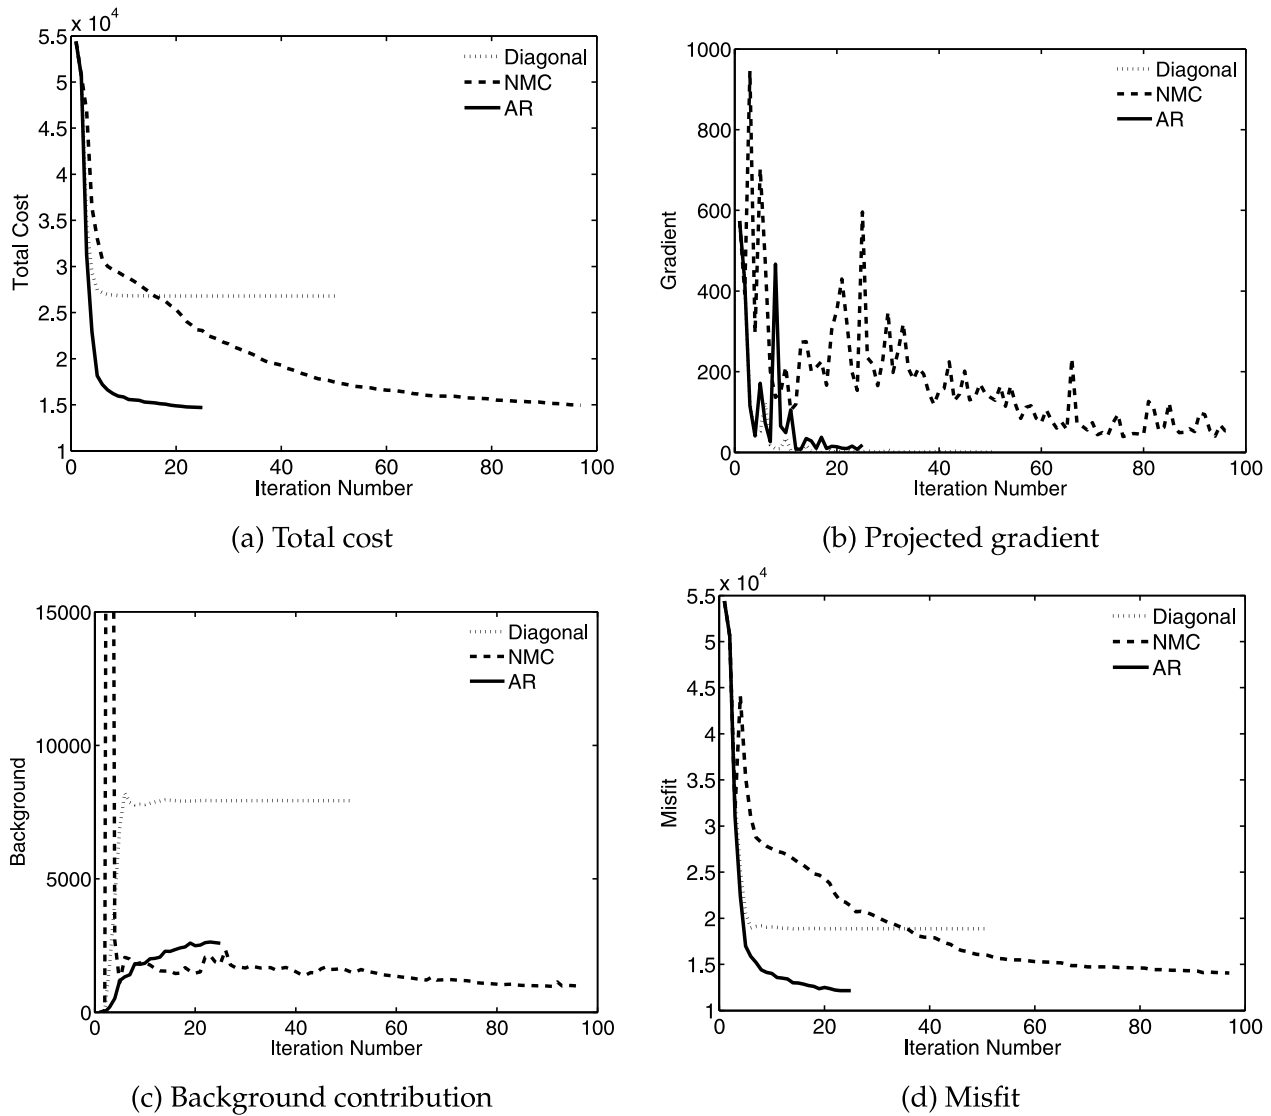 x 10⁴
5.5
5
4.5
4
3.5
3
2.5
2
1.5
1
Total Cost
0 20 40 60 80 100
Iteration Number
Diagonal
NMC
AR
(a) Total cost
1000
800
600
400
200
0
Gradient
0 20 40 60 80 100
Iteration Number
Diagonal
NMC
AR
(b) Projected gradient
15000
10000
5000
0
Background
0 20 40 60 80 100
Iteration Number
Diagonal
NMC
AR
(c) Background contribution
x 10⁴
5.5
5
4.5
4
3.5
3
2.5
2
1.5
1
Misfit
0 20 40 60 80 100
Iteration Number
Diagonal
NMC
AR
(d) Misfit